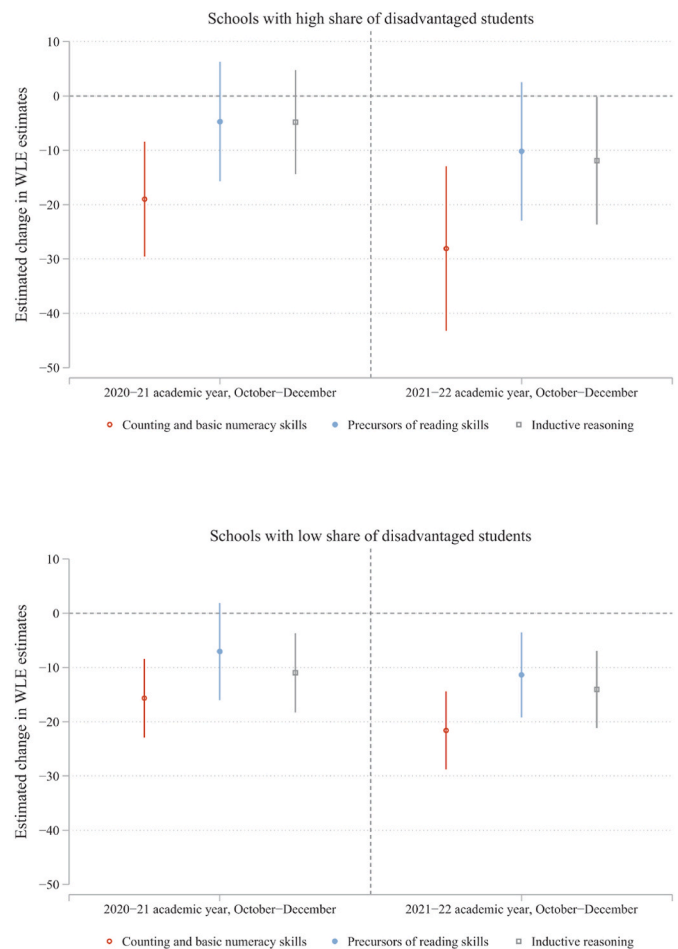 Schools with high share of disadvantaged students
Estimated change in WLE estimates
10
0
−10
−20
−30
−40
−50
2020−21 academic year, October−December
2021−22 academic year, October−December
Counting and basic numeracy skills
Precursors of reading skills
Inductive reasoning
Schools with low share of disadvantaged students
Estimated change in WLE estimates
10
0
−10
−20
−30
−40
−50
2020−21 academic year, October−December
2021−22 academic year, October−December
Counting and basic numeracy skills
Precursors of reading skills
Inductive reasoning